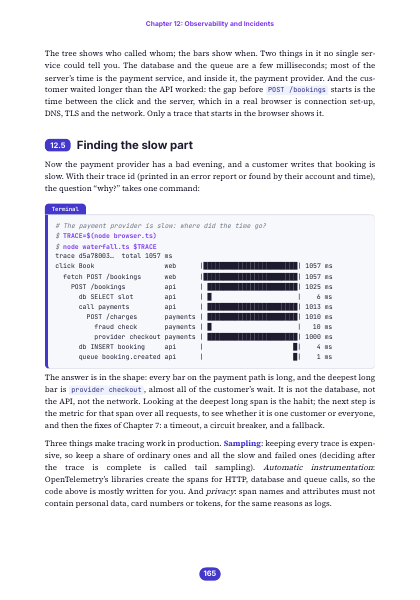 Chapter 12: Observability and Incidents
The tree shows who called whom; the bars show when. Two things in it no single ser-
vice could tell you. The database and the queue are a few milliseconds; most of the
server's time is the payment service, and inside it, the payment provider. And the cus-
tomer waited longer than the API worked: the gap before POST /bookings starts is the
time between the click and the server, which in a real browser is connection set-up,
DNS, TLS and the network. Only a trace that starts in the browser shows it.
12.5 Finding the slow part
Now the payment provider has a bad evening, and a customer writes that booking is
slow. With their trace id (printed in an error report or found by their account and time),
the question "why?" takes one command:
Terminal
# The payment provider is slow: where did the time go?
$ TRACE=$(node browser.ts)
$ node waterfall.ts $TRACE
trace d5a78003… total 1057 ms
click Book web |████████████████████████| 1057 ms
fetch POST /bookings web |████████████████████████| 1057 ms
POST /bookings api |████████████████████████| 1025 ms
db SELECT slot api |█ | 6 ms
call payments api |████████████████████████| 1013 ms
POST /charges payments |████████████████████████| 1010 ms
fraud check payments |█ | 10 ms
provider checkout payments |████████████████████████| 1000 ms
db INSERT booking api | █| 4 ms
queue booking.created api | █| 1 ms
The answer is in the shape: every bar on the payment path is long, and the deepest long
bar is provider checkout, almost all of the customer's wait. It is not the database, not
the API, not the network. Looking at the deepest long span is the habit; the next step is
the metric for that span over all requests, to see whether it is one customer or everyone,
and then the fixes of Chapter 7: a timeout, a circuit breaker, and a fallback.
Three things make tracing work in production. Sampling: keeping every trace is expen-
sive, so keep a share of ordinary ones and all the slow and failed ones (deciding after
the trace is complete is called tail sampling). Automatic instrumentation:
OpenTelemetry's libraries create the spans for HTTP, database and queue calls, so the
code above is mostly written for you. And privacy: span names and attributes must not
contain personal data, card numbers or tokens, for the same reasons as logs.
165